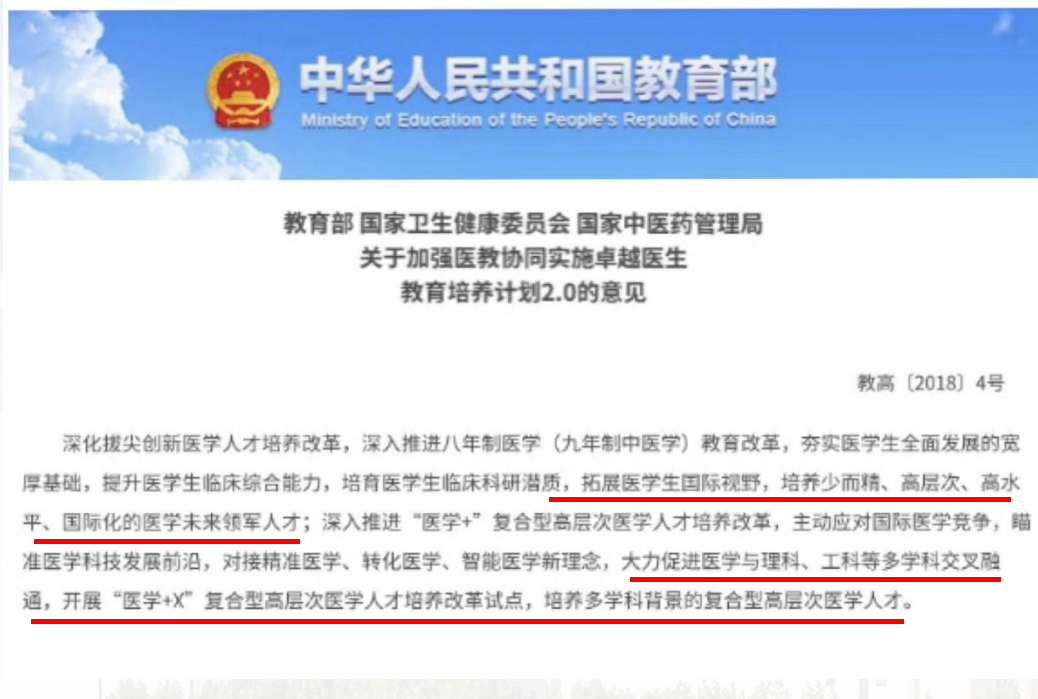 中华人民共和国教育部
Ministry of Education of the People's Republic of China
教育部 国家卫生健康委员会 国家中医药管理局
关于加强医教协同实施卓越医生
教育培养计划2.0的意见
教高〔2018〕4号
深化拔尖创新医学人才培养改革，深入推进八年制医学（九年制中医学）教育改革，夯实医学生全面发展的宽
厚基础，提升医学生临床综合能力，培育医学生临床科研潜质，拓展医学生国际视野，培养少而精、高层次、高水
平、国际化的医学未来领军人才；深入推进“医学+”复合型高层次医学人才培养改革，主动应对国际医学竞争，瞄
准医学科技发展前沿，对接精准医学、转化医学、智能医学新理念，大力促进医学与理科、工科等多学科交叉融
通，开展“医学+X”复合型高层次医学人才培养改革试点，培养多学科背景的复合型高层次医学人才。